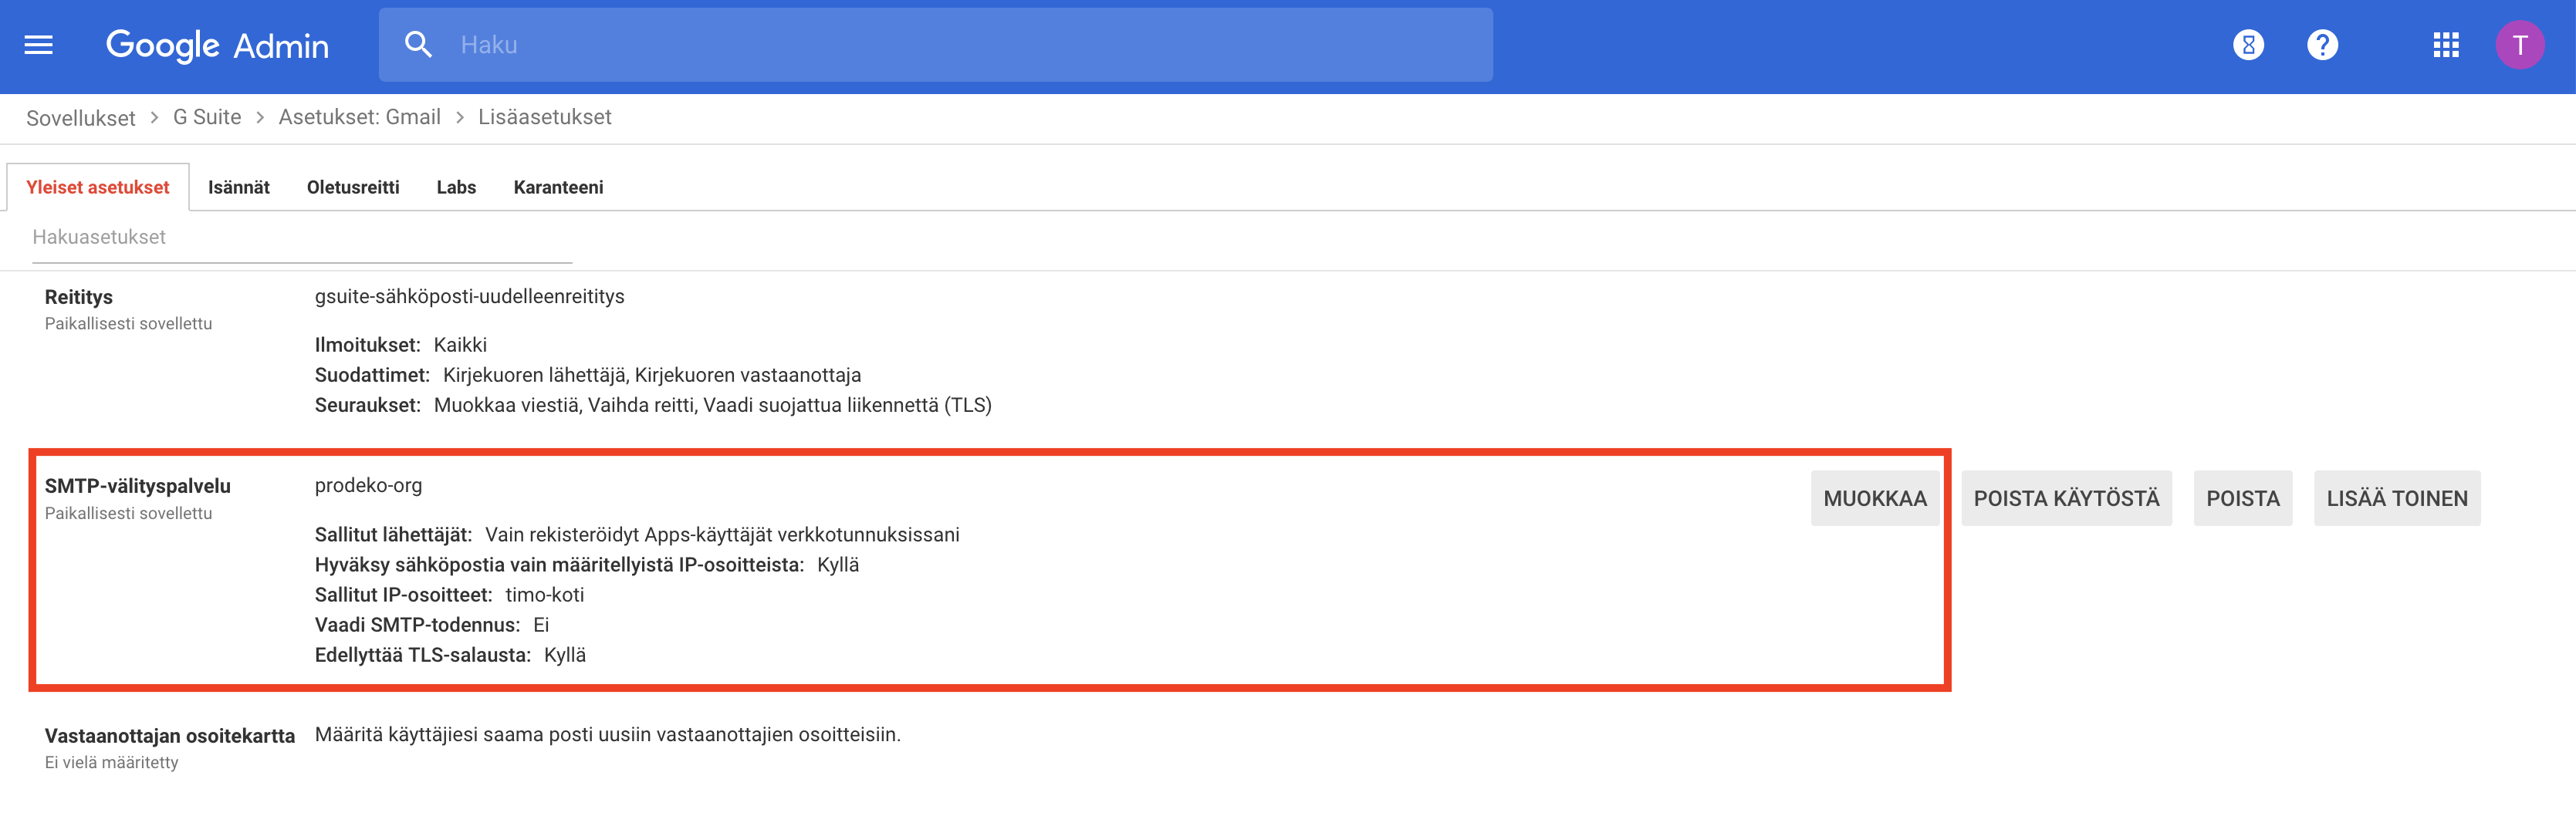 Google Admin
Haku
T
Sovellukset > G Suite > Asetukset: Gmail > Lisäasetukset
Yleiset asetukset Isännät Oletusreitti Labs Karanteeni
Hakuasetukset
Reititys gsuite-sähköposti-uudelleenreititys
Paikallisesti sovellettu
Ilmoitukset: Kaikki
Suodattimet: Kirjekuoren lähettäjä, Kirjekuoren vastaanottaja
Seuraukset: Muokkaa viestiä, Vaihda reitti, Vaadi suojattua liikennettä (TLS)
SMTP-välityspalvelu prodeko-org
Paikallisesti sovellettu
MUOKKAA POISTA KÄYTÖSTÄ POISTA LISÄÄ TOINEN
Sallitut lähettäjät: Vain rekisteröidyt Apps-käyttäjät verkkotunnuksissani
Hyväksy sähköpostia vain määritellyistä IP-osoitteista: Kyllä
Sallitut IP-osoitteet: timo-koti
Vaadi SMTP-todennus: Ei
Edellyttää TLS-salausta: Kyllä
Vastaanottajan osoitekartta Määritä käyttäjiesi saama posti uusiin vastaanottajien osoitteisiin.
Ei vielä määritetty